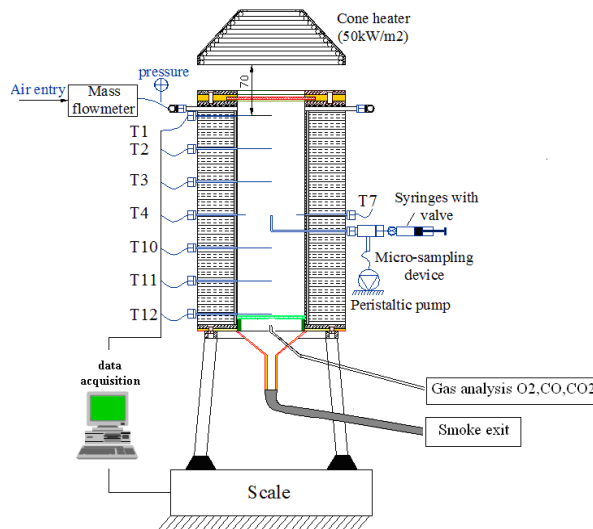 Cone heater
(50kW/m2)
pressure
Air entry
Mass
flowmeter
70
T1
T2
T3
T4
T10
T11
T12
T7
Syringes with
valve
Micro-sampling
device
Peristaltic pump
data
acquisition
Gas analysis O2,CO,CO2
Smoke exit
Scale